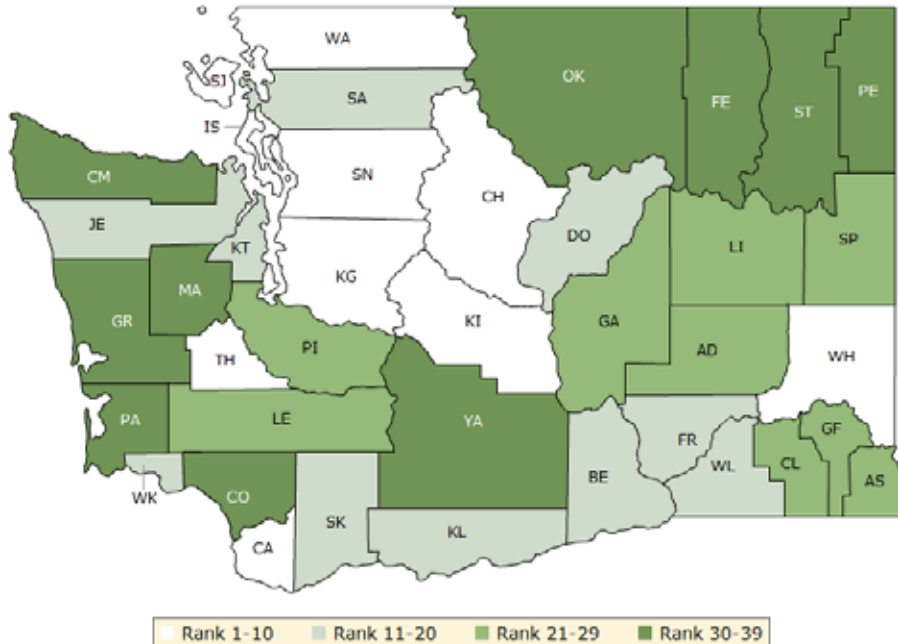 WA
OK
SJ
SA
FE
ST
PE
IS
SN
CM
CH
JE
KT
DO
LI
SP
KG
MA
GR
KI
GA
TH
PI
AD
WH
PA
LE
YA
FR
GF
WL
CL
AS
BE
WK
CO
SK
KL
CA
Rank 1-10 Rank 11-20 Rank 21-29 Rank 30-39